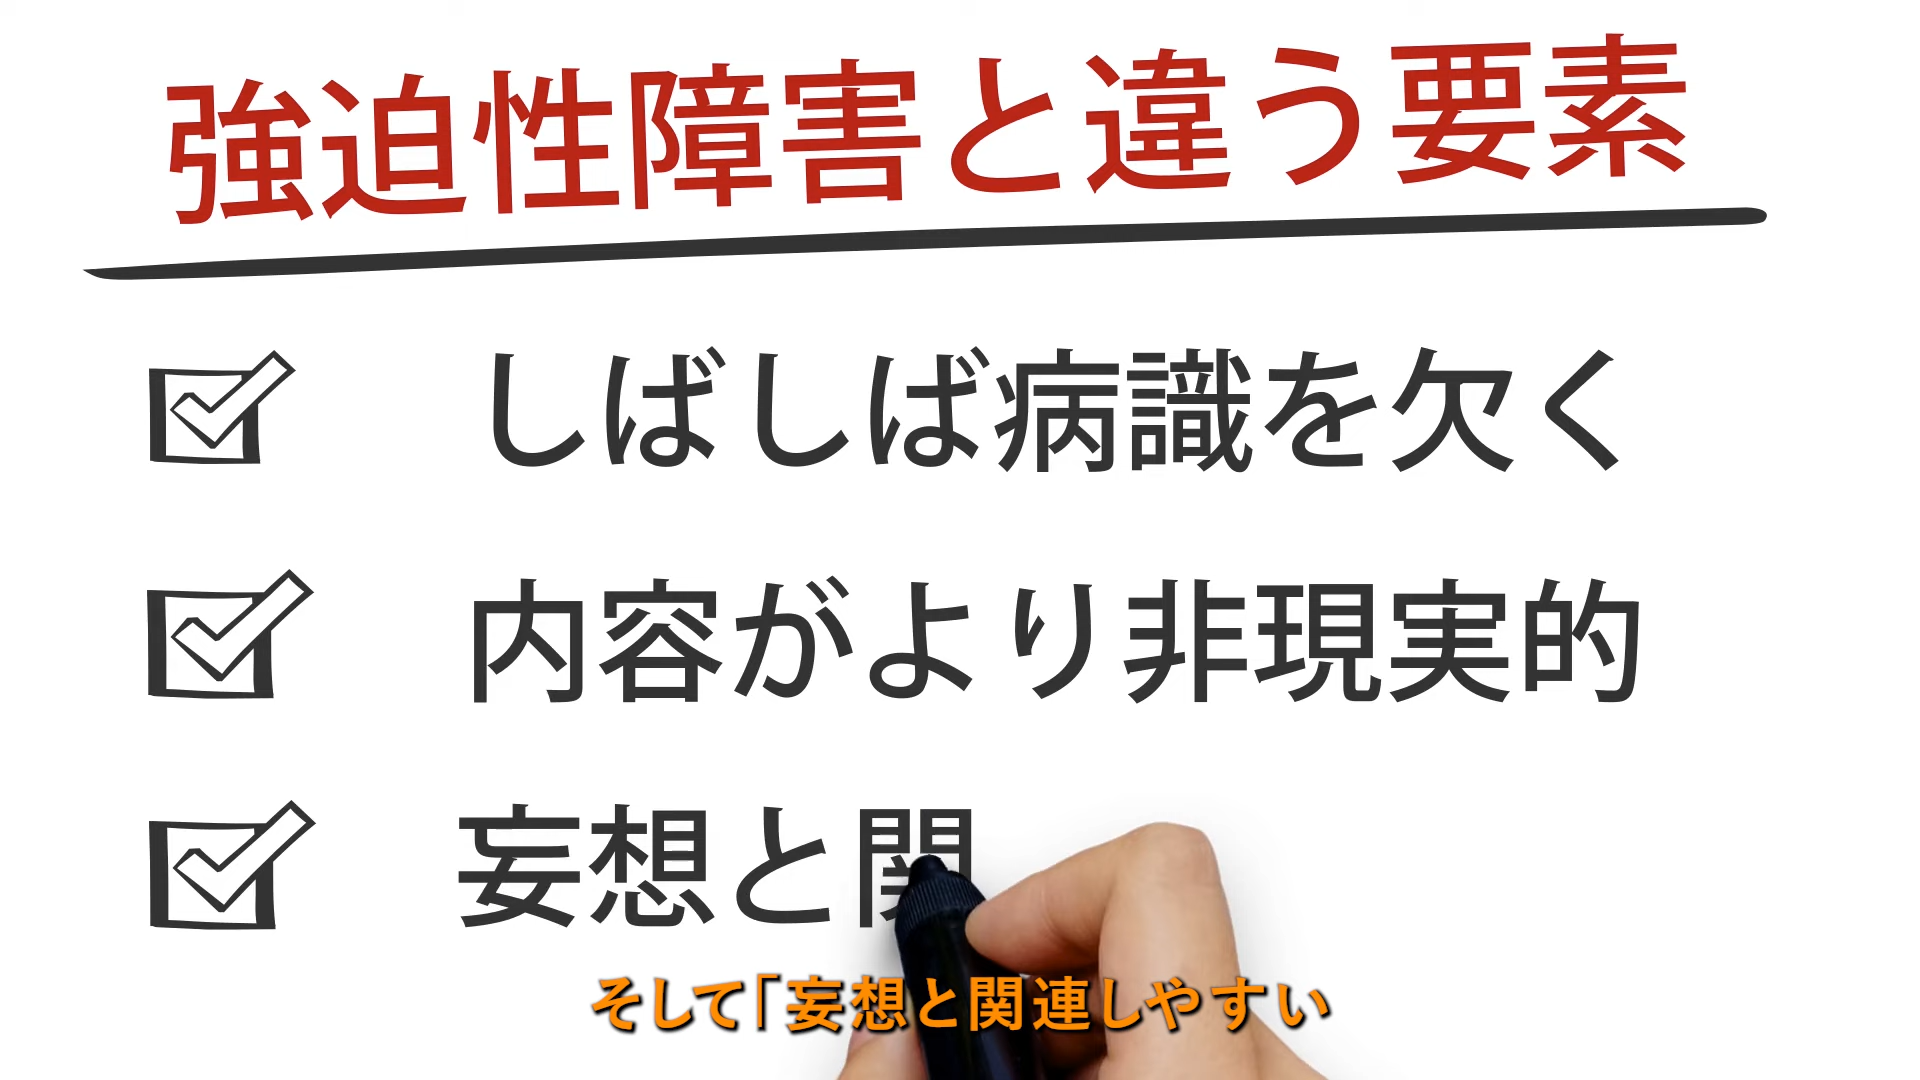 強迫性障害と違う要素
しばしば病識を欠く
内容がより非現実的
妄想と関
そして「妄想と関連しやすい